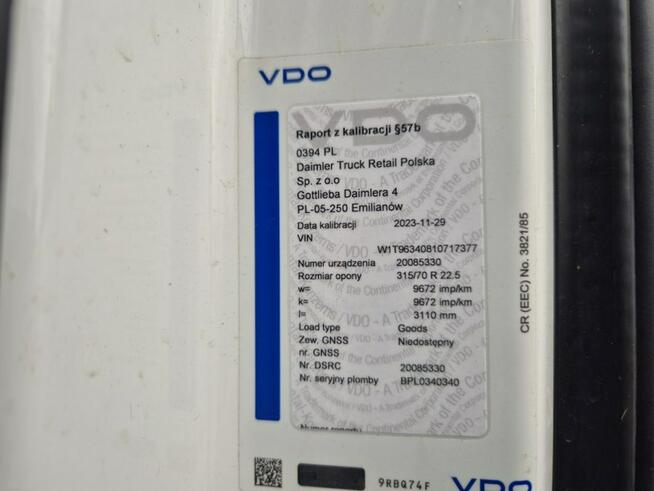 VDO
Raport z kalibracji §57b
0394 PL
Daimler Truck Retail Polska
Sp. z o.o
Gottlieba Daimlera 4
PL-05-250 Emilianów
Data kalibracji 2023-11-29
VIN
W1T96340810717377
Numer urządzenia 20085330
Rozmiar opony 315/70 R 22.5
w= 9672 imp/km
k= 9672 imp/km
l= 3110 mm
Load type Goods
Zew. GNSS Niedostępny
nr. GNSS
Nr. DSRC 20085330
Nr. seryjny plomby BPL0340340
Numer raportu
9RBQ74F
VDO
CR (EEC) No. 3821/85